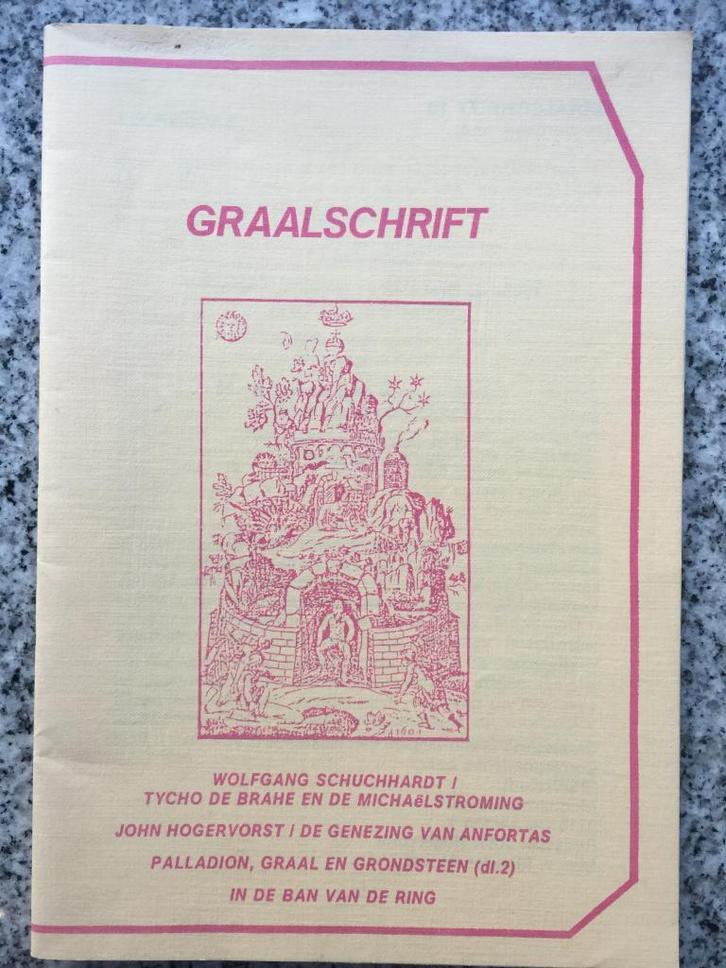 GRAALSCHRIFT
WOLFGANG SCHUCHHARDT /
TYCHO DE BRAHE EN DE MICHAëLSTROMING
JOHN HOGERVORST / DE GENEZING VAN ANFORTAS
PALLADION, GRAAL EN GRONDSTEEN (dl.2)
IN DE BAN VAN DE RING